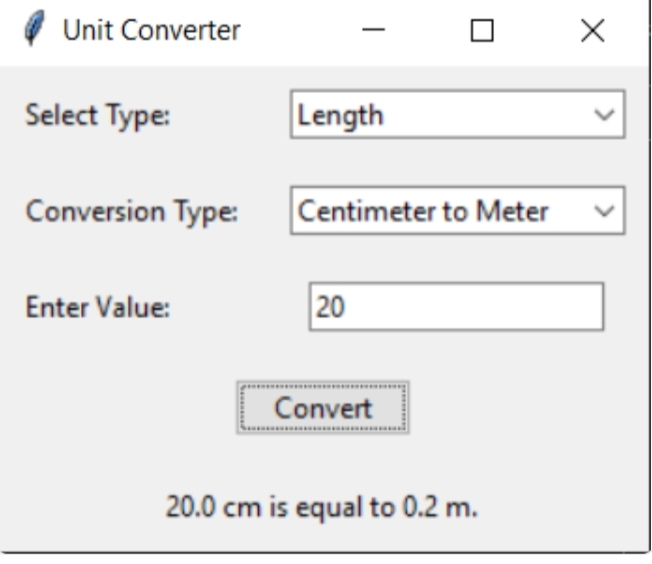 Unit Converter
Select Type: Length
Conversion Type: Centimeter to Meter
Enter Value: 20
Convert
20.0 cm is equal to 0.2 m.